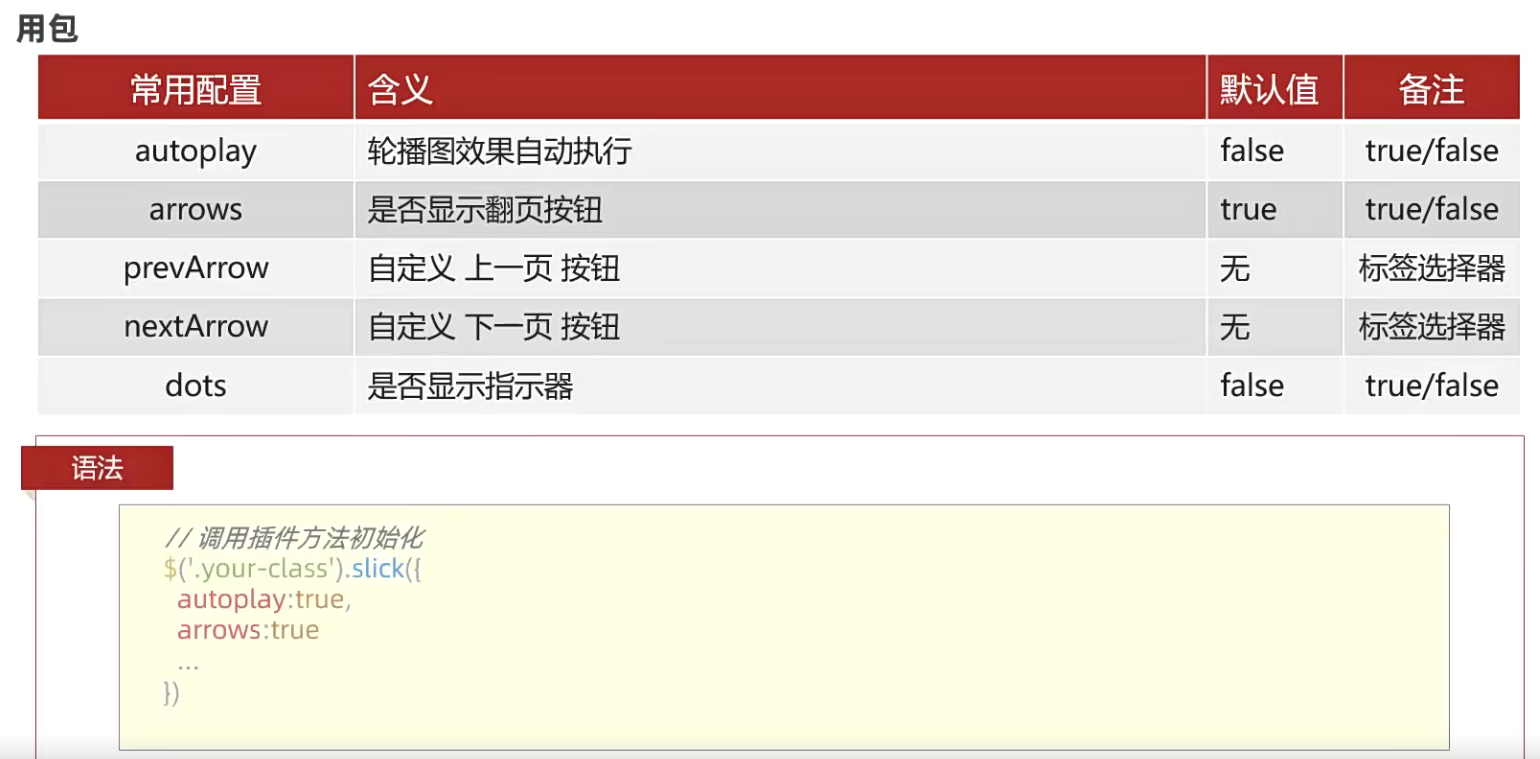 用包
常用配置 含义 默认值 备注
autoplay 轮播图效果自动执行 false true/false
arrows 是否显示翻页按钮 true true/false
prevArrow 自定义 上一页 按钮 无 标签选择器
nextArrow 自定义 下一页 按钮 无 标签选择器
dots 是否显示指示器 false true/false
语法
// 调用插件方法初始化
$('.your-class').slick({
autoplay:true,
arrows:true
...
})